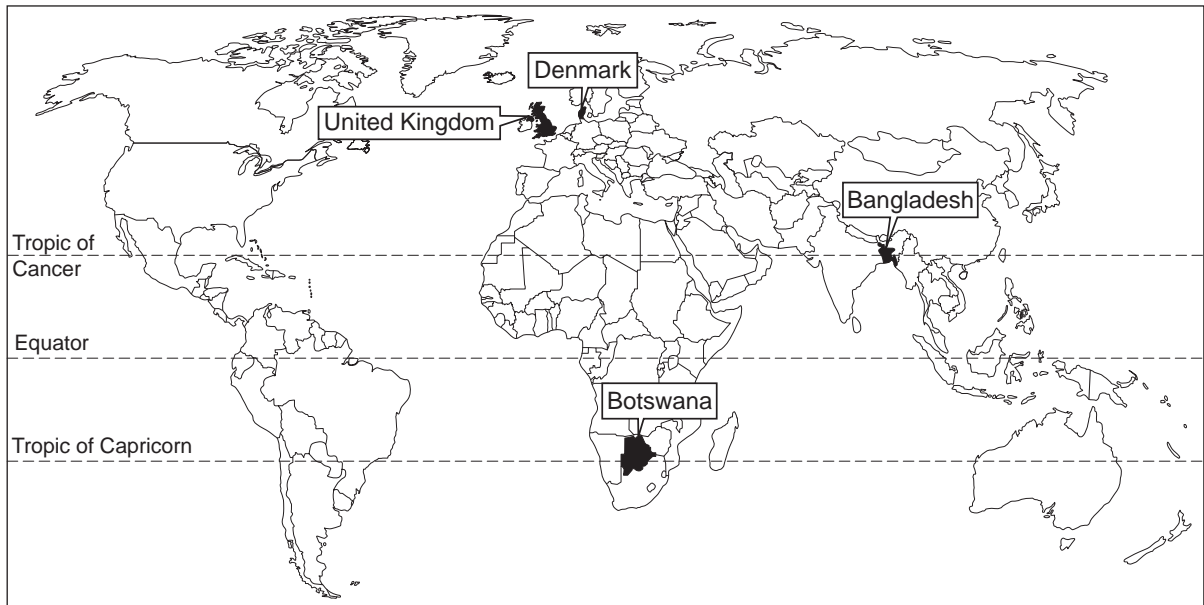 Denmark
United Kingdom
Bangladesh
Tropic of
Cancer
Equator
Botswana
Tropic of Capricorn